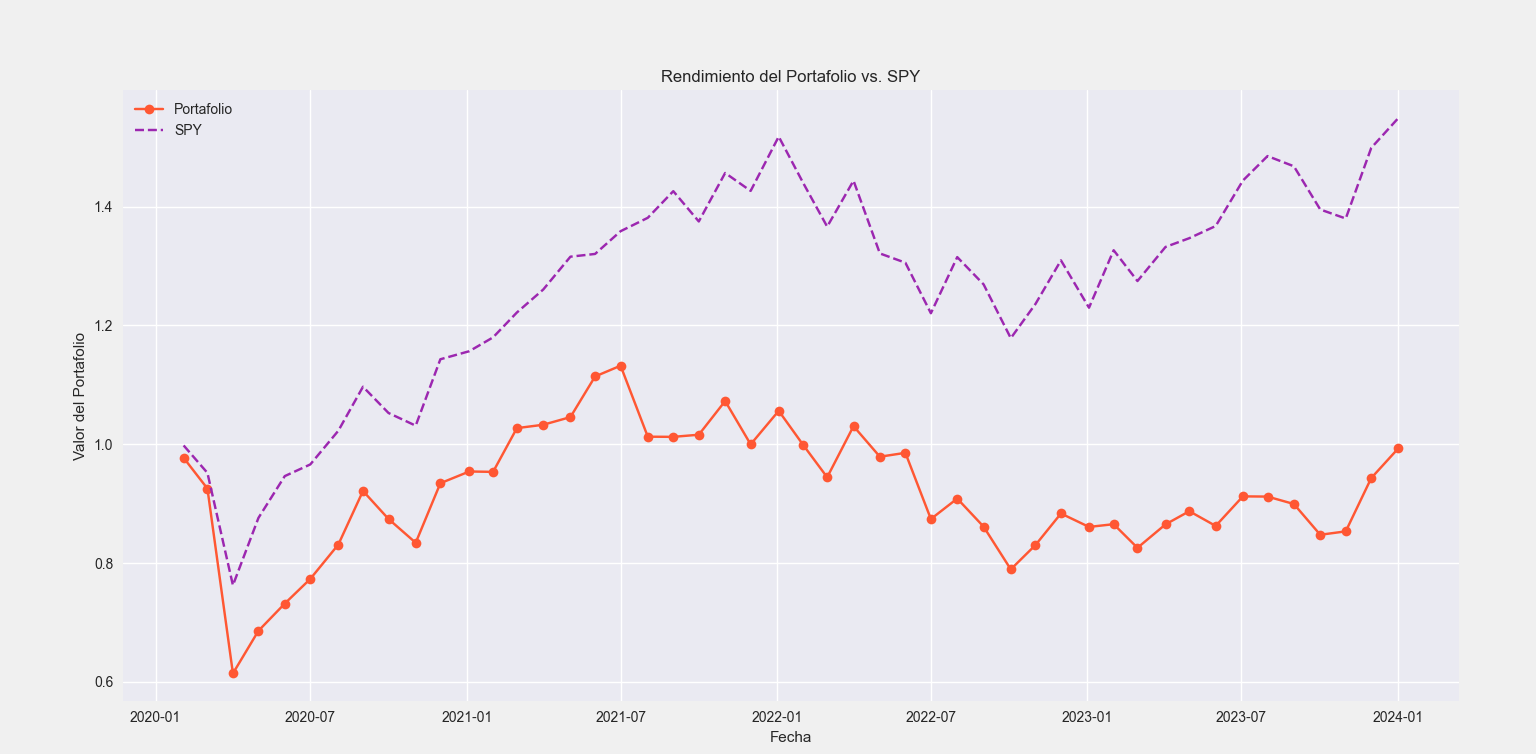 Rendimiento del Portafolio vs. SPY
Portafolio
SPY
Valor del Portafolio
1.4
1.2
1.0
0.8
0.6
2020-01 2020-07 2021-01 2021-07 2022-01 2022-07 2023-01 2023-07 2024-01
Fecha